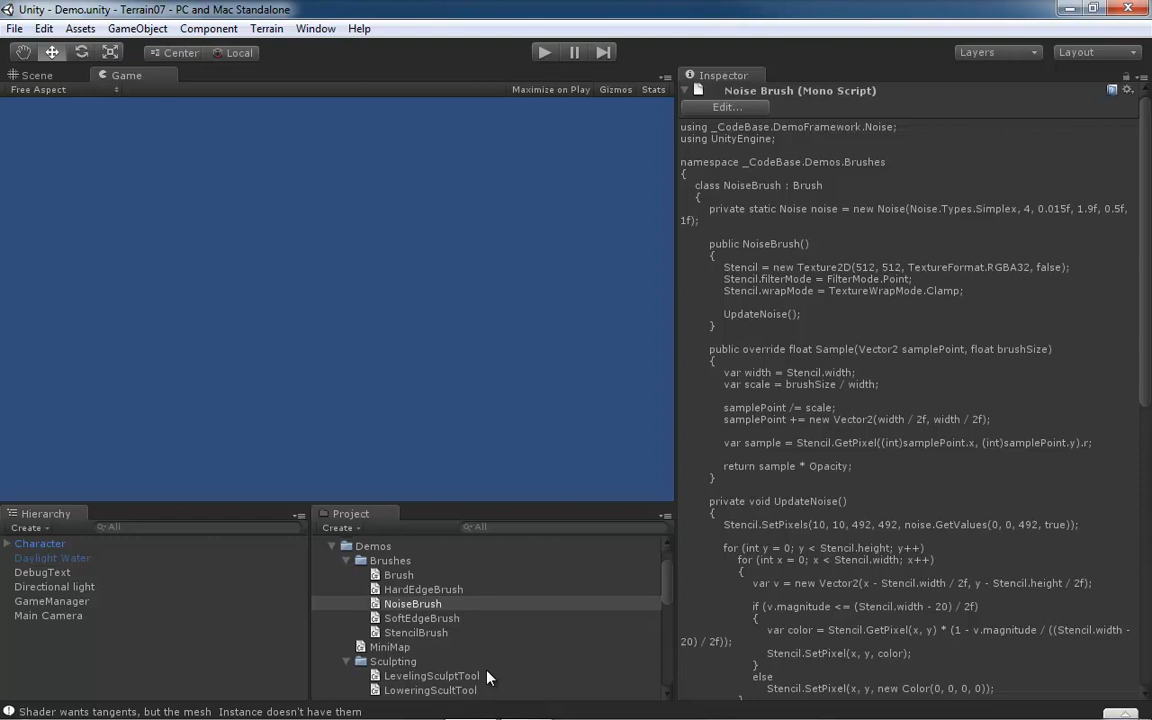 Unity - Demo.unity - Terrain07 - PC and Mac Standalone
File Edit Assets GameObject Component Terrain Window Help
Center Local Layers Layout
Scene Game Inspector
Free Aspect Maximize on Play Gizmos Stats
Noise Brush (Mono Script)
Edit...
using _CodeBase.DemoFramework.Noise;
using UnityEngine;
namespace _CodeBase.Demos.Brushes
{
class NoiseBrush : Brush
{
private static Noise noise = new Noise(Noise.Types.Simplex, 4, 0.015f, 1.9f, 0.5f,
1f);
public NoiseBrush()
{
Stencil = new Texture2D(512, 512, TextureFormat.RGBA32, false);
Stencil.filterMode = FilterMode.Point;
Stencil.wrapMode = TextureWrapMode.Clamp;
UpdateNoise();
}
public override float Sample(Vector2 samplePoint, float brushSize)
{
var width = Stencil.width;
var scale = brushSize / width;
samplePoint /= scale;
samplePoint += new Vector2(width / 2f, width / 2f);
var sample = Stencil.GetPixel((int)samplePoint.x, (int)samplePoint.y).r;
return sample * Opacity;
}
private void UpdateNoise()
{
Stencil.SetPixels(10, 10, 492, 492, noise.GetValues(0, 0, 492, true));
for (int y = 0; y < Stencil.height; y++)
for (int x = 0; x < Stencil.width; x++)
{
var v = new Vector2(x - Stencil.width / 2f, y - Stencil.height / 2f);
if (v.magnitude <= (Stencil.width - 20) / 2f)
{
var color = Stencil.GetPixel(x, y) * (1 - v.magnitude / ((Stencil.width -
20) / 2f));
Stencil.SetPixel(x, y, color);
}
else
Stencil.SetPixel(x, y, new Color(0, 0, 0, 0));
}
Hierarchy
Create All
Character
Daylight Water
DebugText
Directional light
GameManager
Main Camera
Project
Create All
Demos
Brushes
Brush
HardEdgeBrush
NoiseBrush
SoftEdgeBrush
StencilBrush
MiniMap
Sculpting
LevelingSculptTool
LoweringScultTool
Shader wants tangents, but the mesh Instance doesn't have them